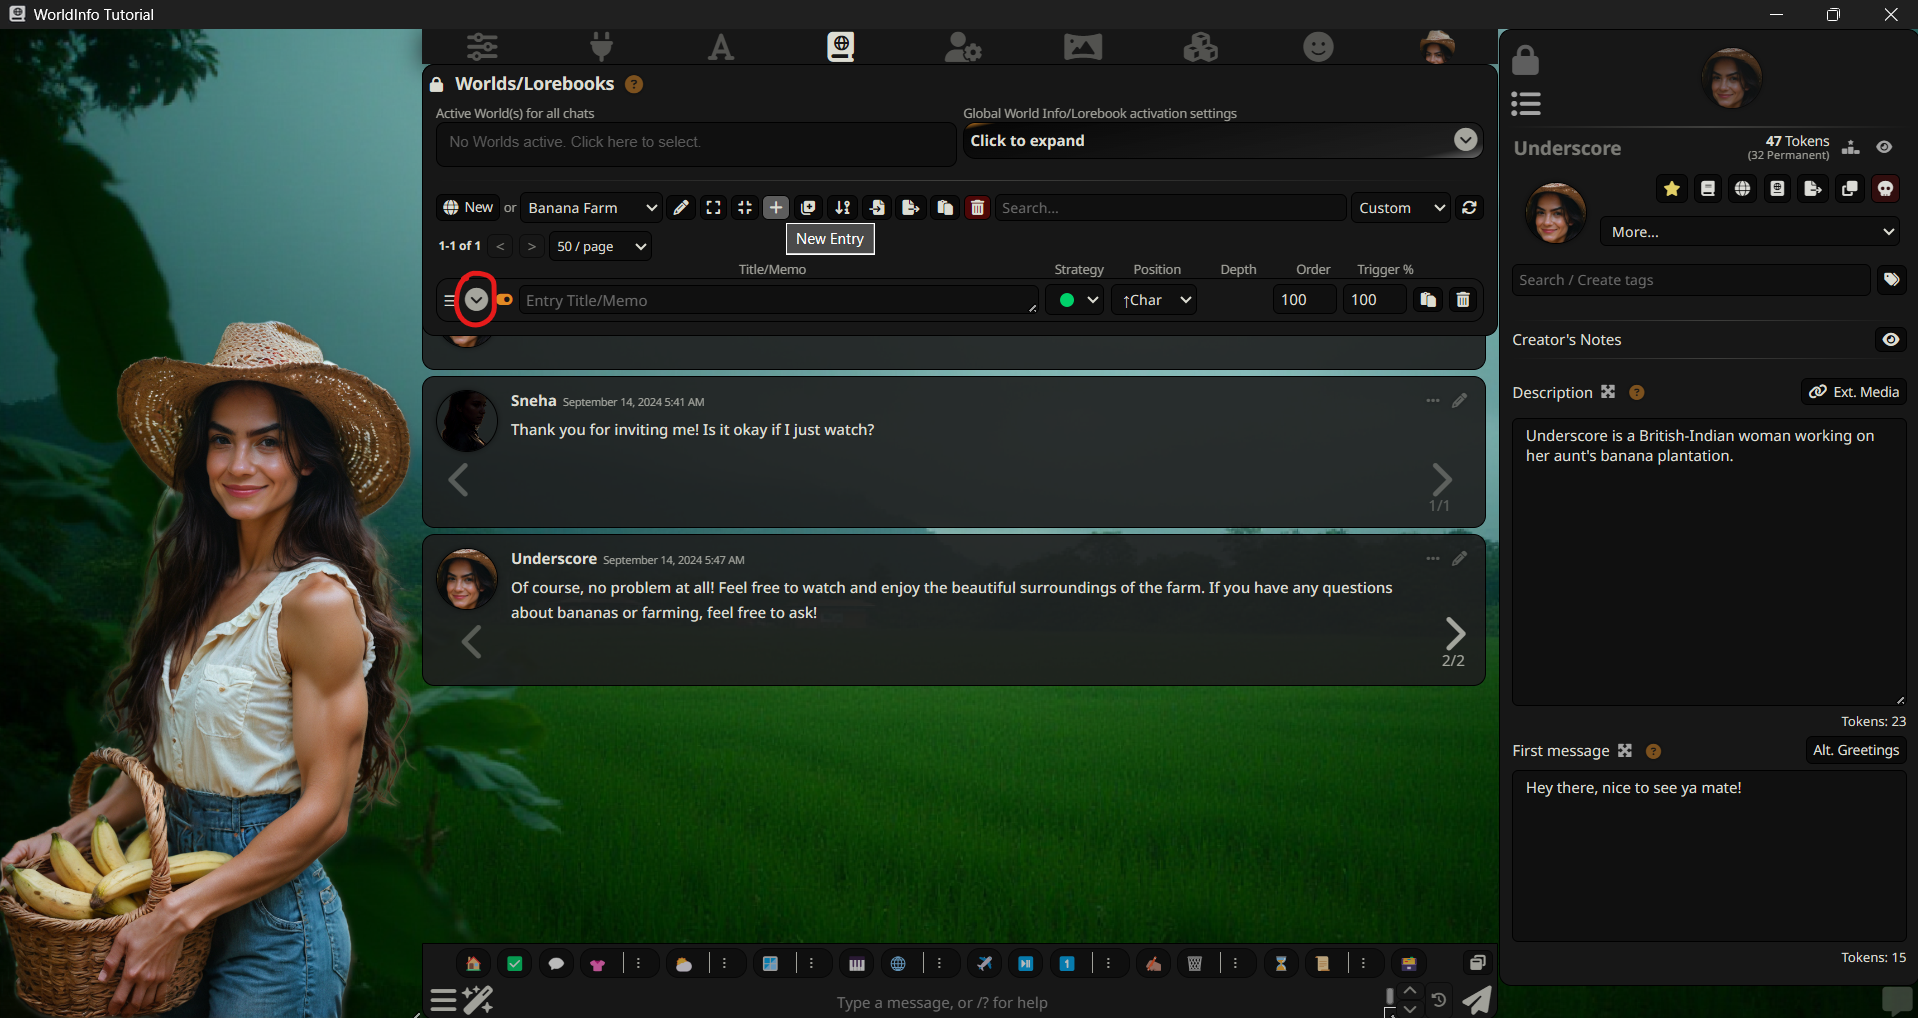 WorldInfo Tutorial
Worlds/Lorebooks ?
Active World(s) for all chats
Global World Info/Lorebook activation settings
No Worlds active. Click here to select.
Click to expand
New or Banana Farm
Search...
Custom
1-1 of 1 < > 50 / page
New Entry
Title/Memo Strategy Position Depth Order Trigger %
Entry Title/Memo ↑Char 100 100
Sneha September 14, 2024 5:41 AM
Thank you for inviting me! Is it okay if I just watch?
1/1
Underscore September 14, 2024 5:47 AM
Of course, no problem at all! Feel free to watch and enjoy the beautiful surroundings of the farm. If you have any questions
about bananas or farming, feel free to ask!
2/2
Type a message, or /? for help
Underscore
47 Tokens
(32 Permanent)
More...
Search / Create tags
Creator's Notes
Description ? Ext. Media
Underscore is a British-Indian woman working on
her aunt's banana plantation.
Tokens: 23
First message ? Alt. Greetings
Hey there, nice to see ya mate!
Tokens: 15